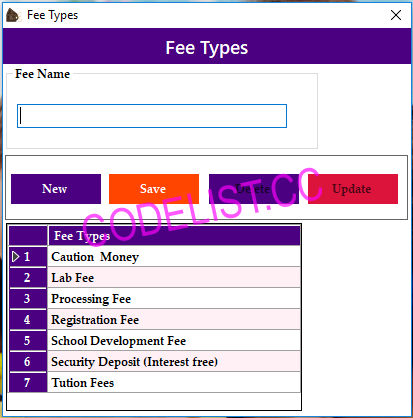 Fee Types
Fee Types
Fee Name
New Save Delete Update
CODELIST.CC
Fee Types
1 Caution Money
2 Lab Fee
3 Processing Fee
4 Registration Fee
5 School Development Fee
6 Security Deposit (Interest free)
7 Tution Fees